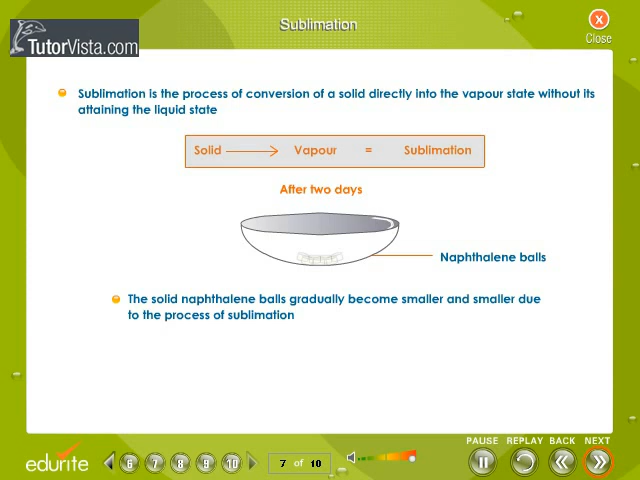 Sublimation
TutorVista.com
Close
Sublimation is the process of conversion of a solid directly into the vapour state without its
attaining the liquid state
Solid Vapour = Sublimation
After two days
Naphthalene balls
The solid naphthalene balls gradually become smaller and smaller due
to the process of sublimation
PAUSE REPLAY BACK NEXT
edurite 6 7 8 9 10 7 of 10